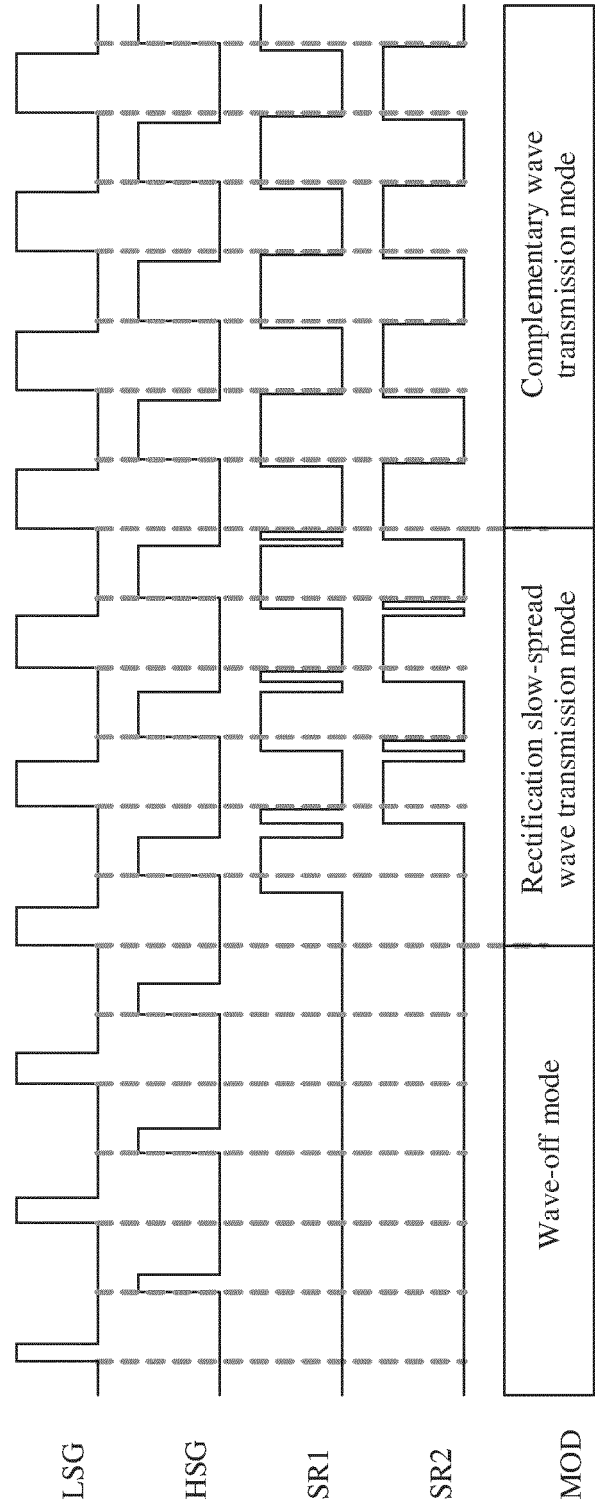 LSG
HSG
SR1
SR2
MOD
Wave-off mode
Rectification slow-spread
wave transmission mode
Complementary wave
transmission mode